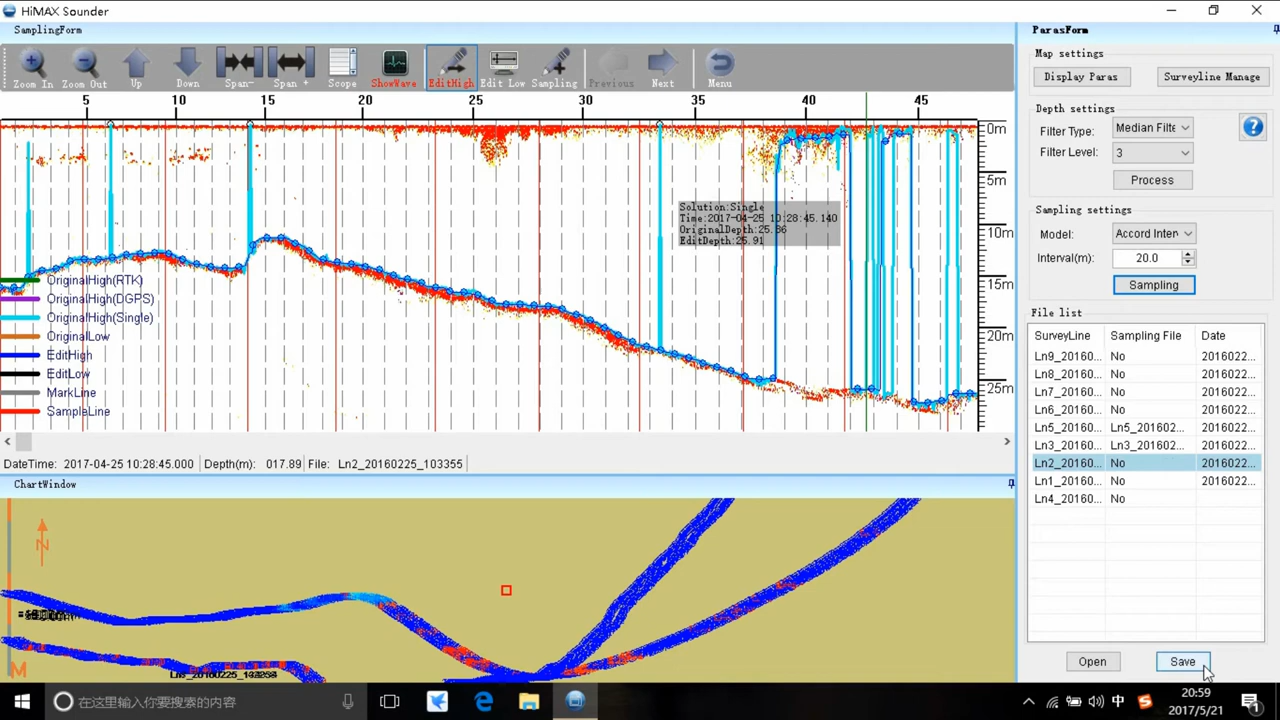 HiMAX Sounder
SamplingForm
Zoom In Zoom Out Up Down Span- Span + Scope ShowWave EditHigh Edit Low Sampling Previous Next Menu
5 10 15 20 25 30 35 40 45
0m
5m
10m
15m
20m
25m
Solution:Single
Time:2017-04-25 10:28:45.140
OriginalDepth:25.86
EditDepth:25.91
OriginalHigh(RTK)
OriginalHigh(DGPS)
OriginalHigh(Single)
OriginalLow
EditHigh
EditLow
MarkLine
SampleLine
DateTime: 2017-04-25 10:28:45.000 Depth(m): 017.89 File: Ln2_20160225_103355
ChartWindow
N
M
ParasForm
Map settings
Display Paras Surveyline Manage
Depth settings
Filter Type: Median Filte
Filter Level: 3
?
Process
Sampling settings
Model: Accord Inten
Interval(m): 20.0
Sampling
File list
SurveyLine Sampling File Date
Ln9_20160... No 2016022...
Ln8_20160... No 2016022...
Ln7_20160... No 2016022...
Ln6_20160... No 2016022...
Ln5_20160... Ln5_201602... 2016022...
Ln3_20160... Ln3_201602... 2016022...
Ln2_20160... No 2016022...
Ln1_20160... No 2016022...
Ln4_20160... No
Open Save
在这里输入你要搜索的内容
中
20:59
2017/5/21
1